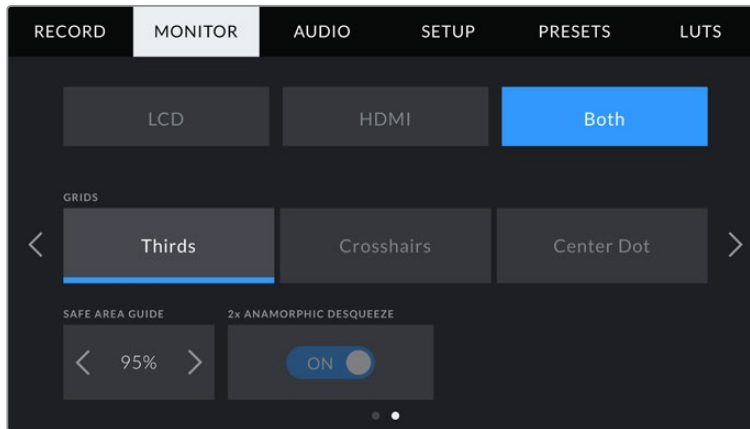 RECORD MONITOR AUDIO SETUP PRESETS LUTS
LCD HDMI Both
GRIDS
Thirds Crosshairs Center Dot
SAFE AREA GUIDE 2x ANAMORPHIC DESQUEEZE
95% ON